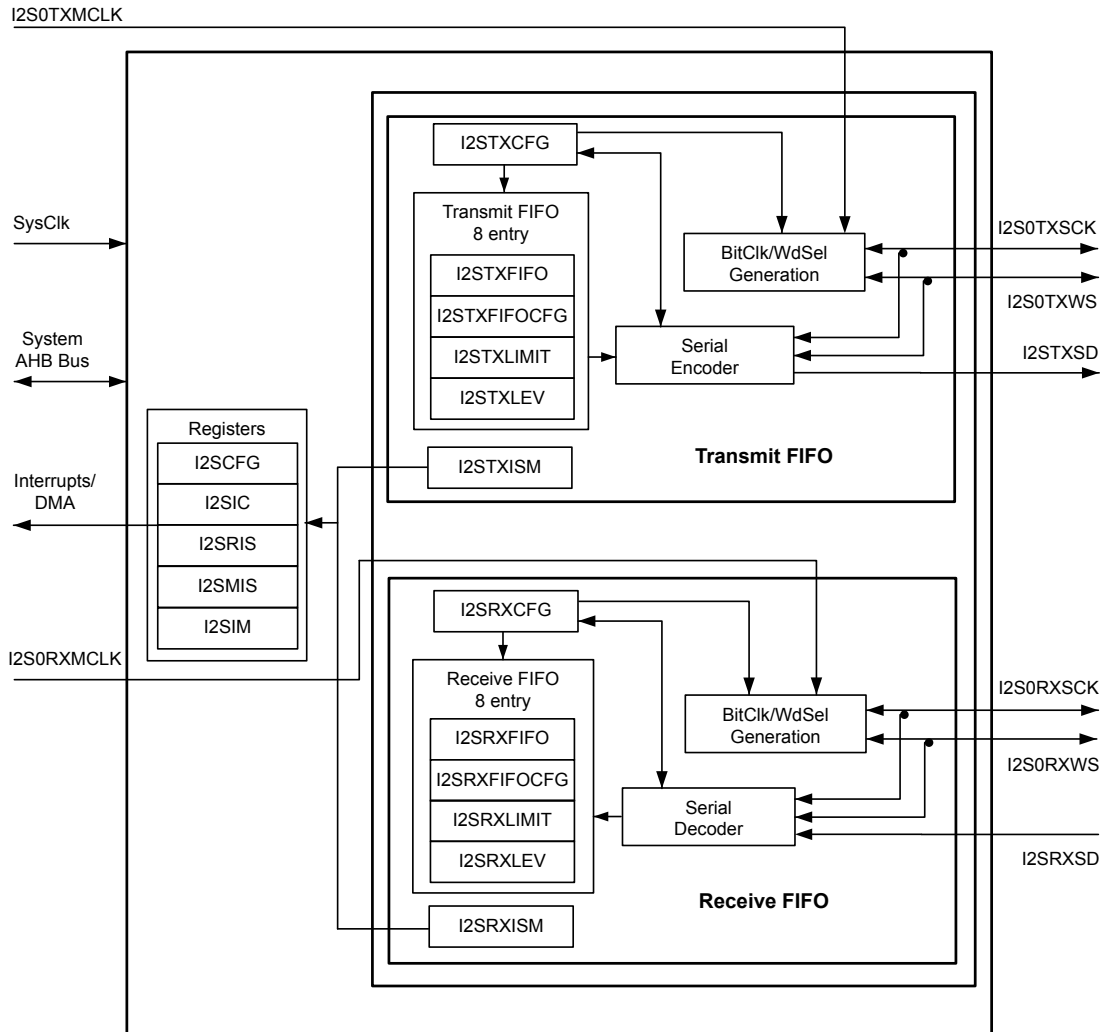 I2S0TXMCLK
I2STXCFG
Transmit FIFO
8 entry
I2STXFIFO
I2STXFIFOCFG
I2STXLIMIT
I2STXLEV
I2STXISM
BitClk/WdSel
Generation
Serial
Encoder
Transmit FIFO
SysClk
System
AHB Bus
Interrupts/
DMA
Registers
I2SCFG
I2SIC
I2SRIS
I2SMIS
I2SIM
I2S0TXSCK
I2S0TXWS
I2STXSD
I2S0RXMCLK
I2SRXCFG
Receive FIFO
8 entry
I2SRXFIFO
I2SRXFIFOCFG
I2SRXLIMIT
I2SRXLEV
I2SRXISM
BitClk/WdSel
Generation
Serial
Decoder
Receive FIFO
I2S0RXSCK
I2S0RXWS
I2SRXSD